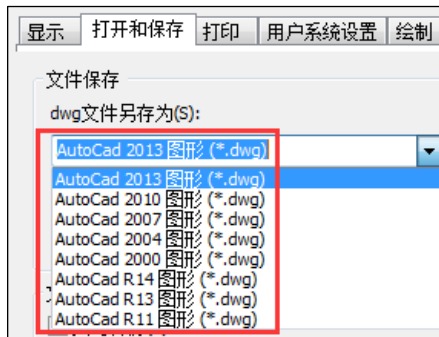 显示 打开和保存 打印 用户系统设置 绘制
文件保存
dwg文件另存为(S):
AutoCad 2013 图形 (*.dwg)
AutoCad 2013 图形 (*.dwg)
AutoCad 2010 图形 (*.dwg)
AutoCad 2007 图形 (*.dwg)
AutoCad 2004 图形 (*.dwg)
AutoCad 2000 图形 (*.dwg)
AutoCad R14 图形 (*.dwg)
AutoCad R13 图形 (*.dwg)
AutoCad R11 图形 (*.dwg)